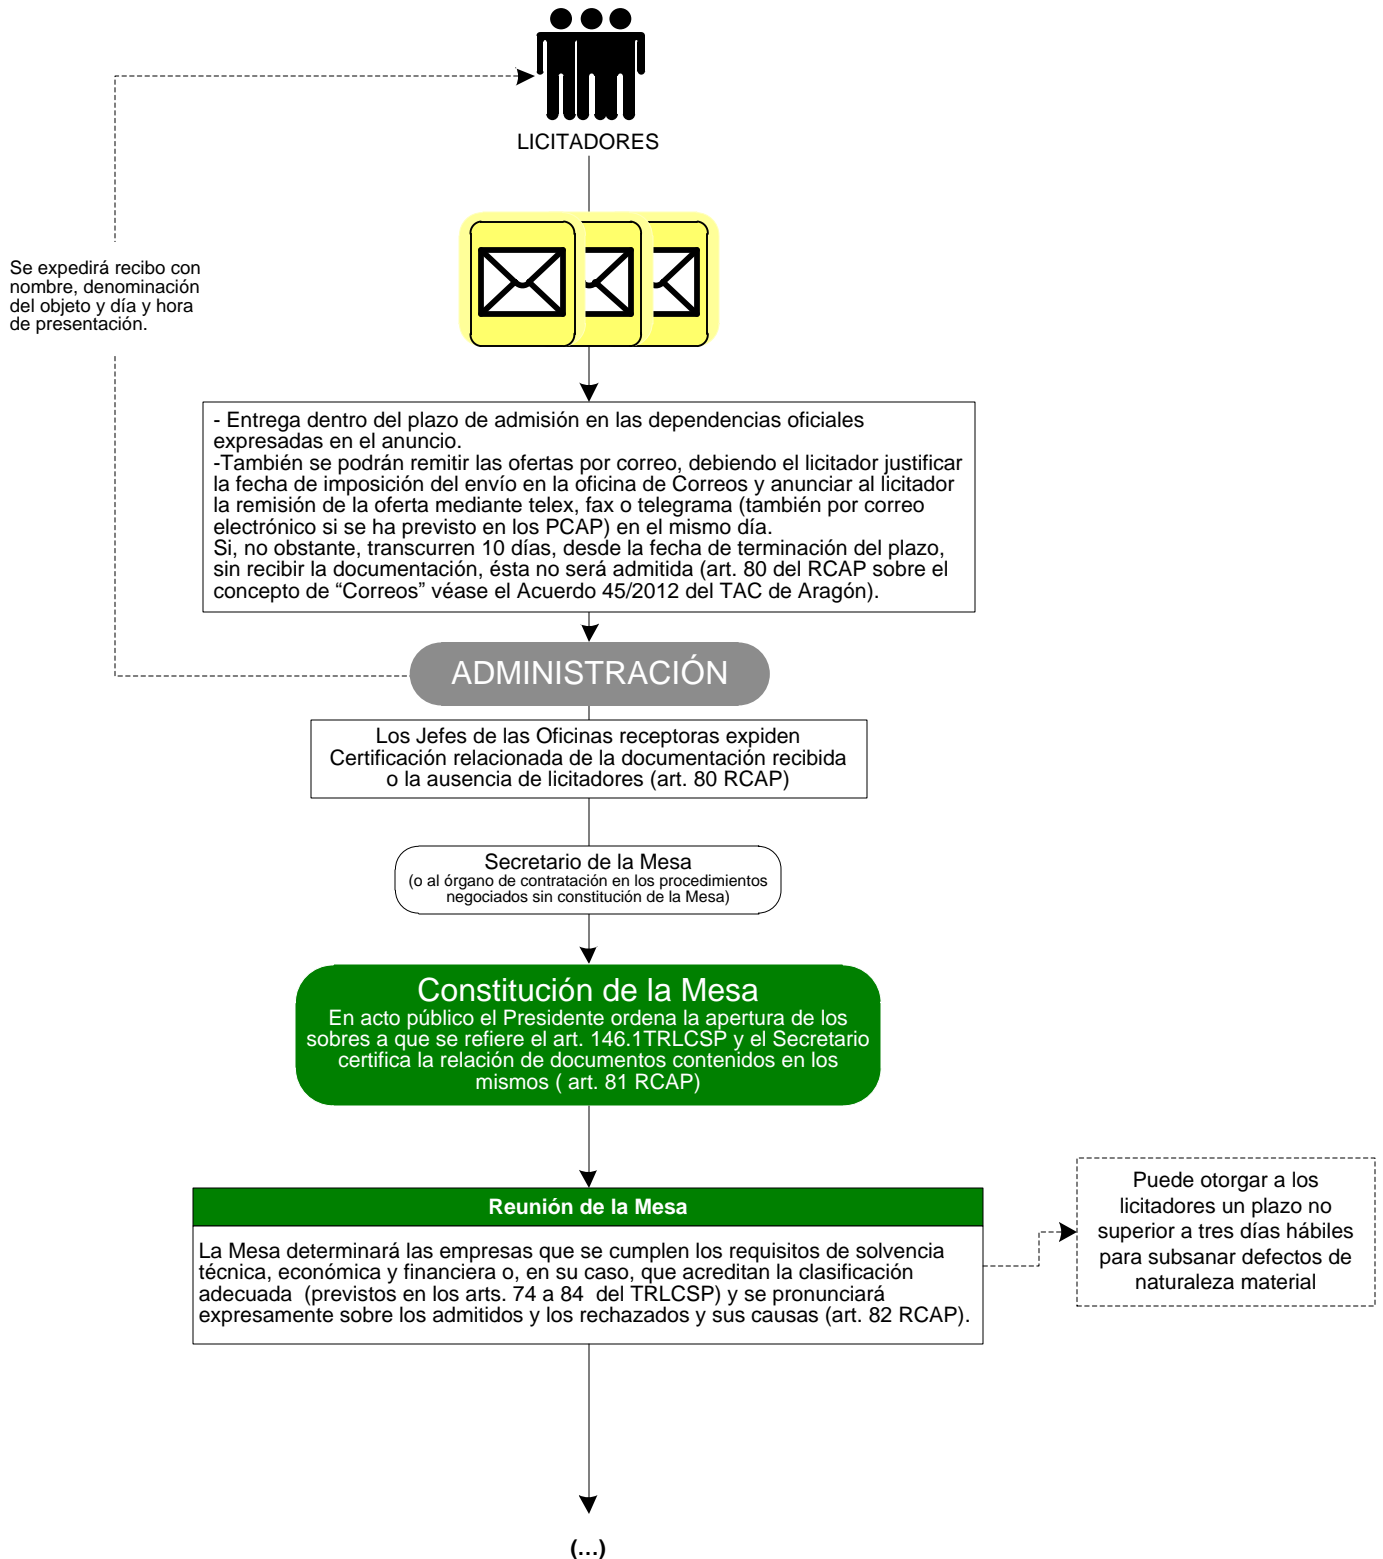 LICITADORES
Se expedirá recibo con
nombre, denominación
del objeto y día y hora
de presentación.
- Entrega dentro del plazo de admisión en las dependencias oficiales
expresadas en el anuncio.
-También se podrán remitir las ofertas por correo, debiendo el licitador justificar
la fecha de imposición del envío en la oficina de Correos y anunciar al licitador
la remisión de la oferta mediante telex, fax o telegrama (también por correo
electrónico si se ha previsto en los PCAP) en el mismo día.
Si, no obstante, transcurren 10 días, desde la fecha de terminación del plazo,
sin recibir la documentación, ésta no será admitida (art. 80 del RCAP sobre el
concepto de “Correos” véase el Acuerdo 45/2012 del TAC de Aragón).
ADMINISTRACIÓN
Los Jefes de las Oficinas receptoras expiden
Certificación relacionada de la documentación recibida
o la ausencia de licitadores (art. 80 RCAP)
Secretario de la Mesa
(o al órgano de contratación en los procedimientos
negociados sin constitución de la Mesa)
Constitución de la Mesa
En acto público el Presidente ordena la apertura de los
sobres a que se refiere el art. 146.1TRLCSP y el Secretario
certifica la relación de documentos contenidos en los
mismos ( art. 81 RCAP)
Reunión de la Mesa
La Mesa determinará las empresas que se cumplen los requisitos de solvencia
técnica, económica y financiera o, en su caso, que acreditan la clasificación
adecuada  (previstos en los arts. 74 a 84  del TRLCSP) y se pronunciará
expresamente sobre los admitidos y los rechazados y sus causas (art. 82 RCAP).
Puede otorgar a los
licitadores un plazo no
superior a tres días hábiles
para subsanar defectos de
naturaleza material
(...)